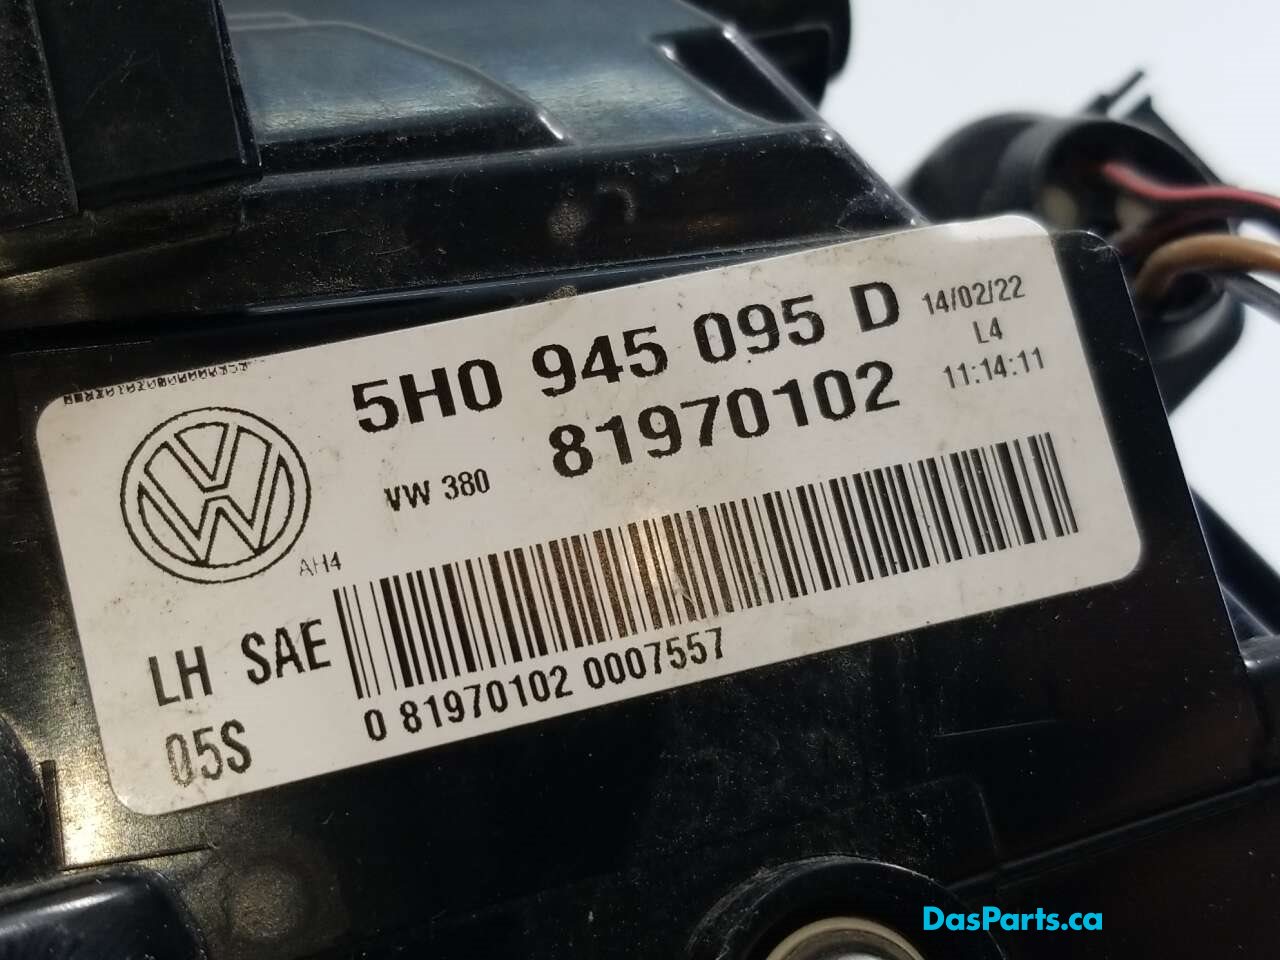 5H0 945 095 D
14/02/22
L4
11:14:11
VW 380
81970102
AH4
LH SAE
05S
0 81970102 0007557
DasParts.ca